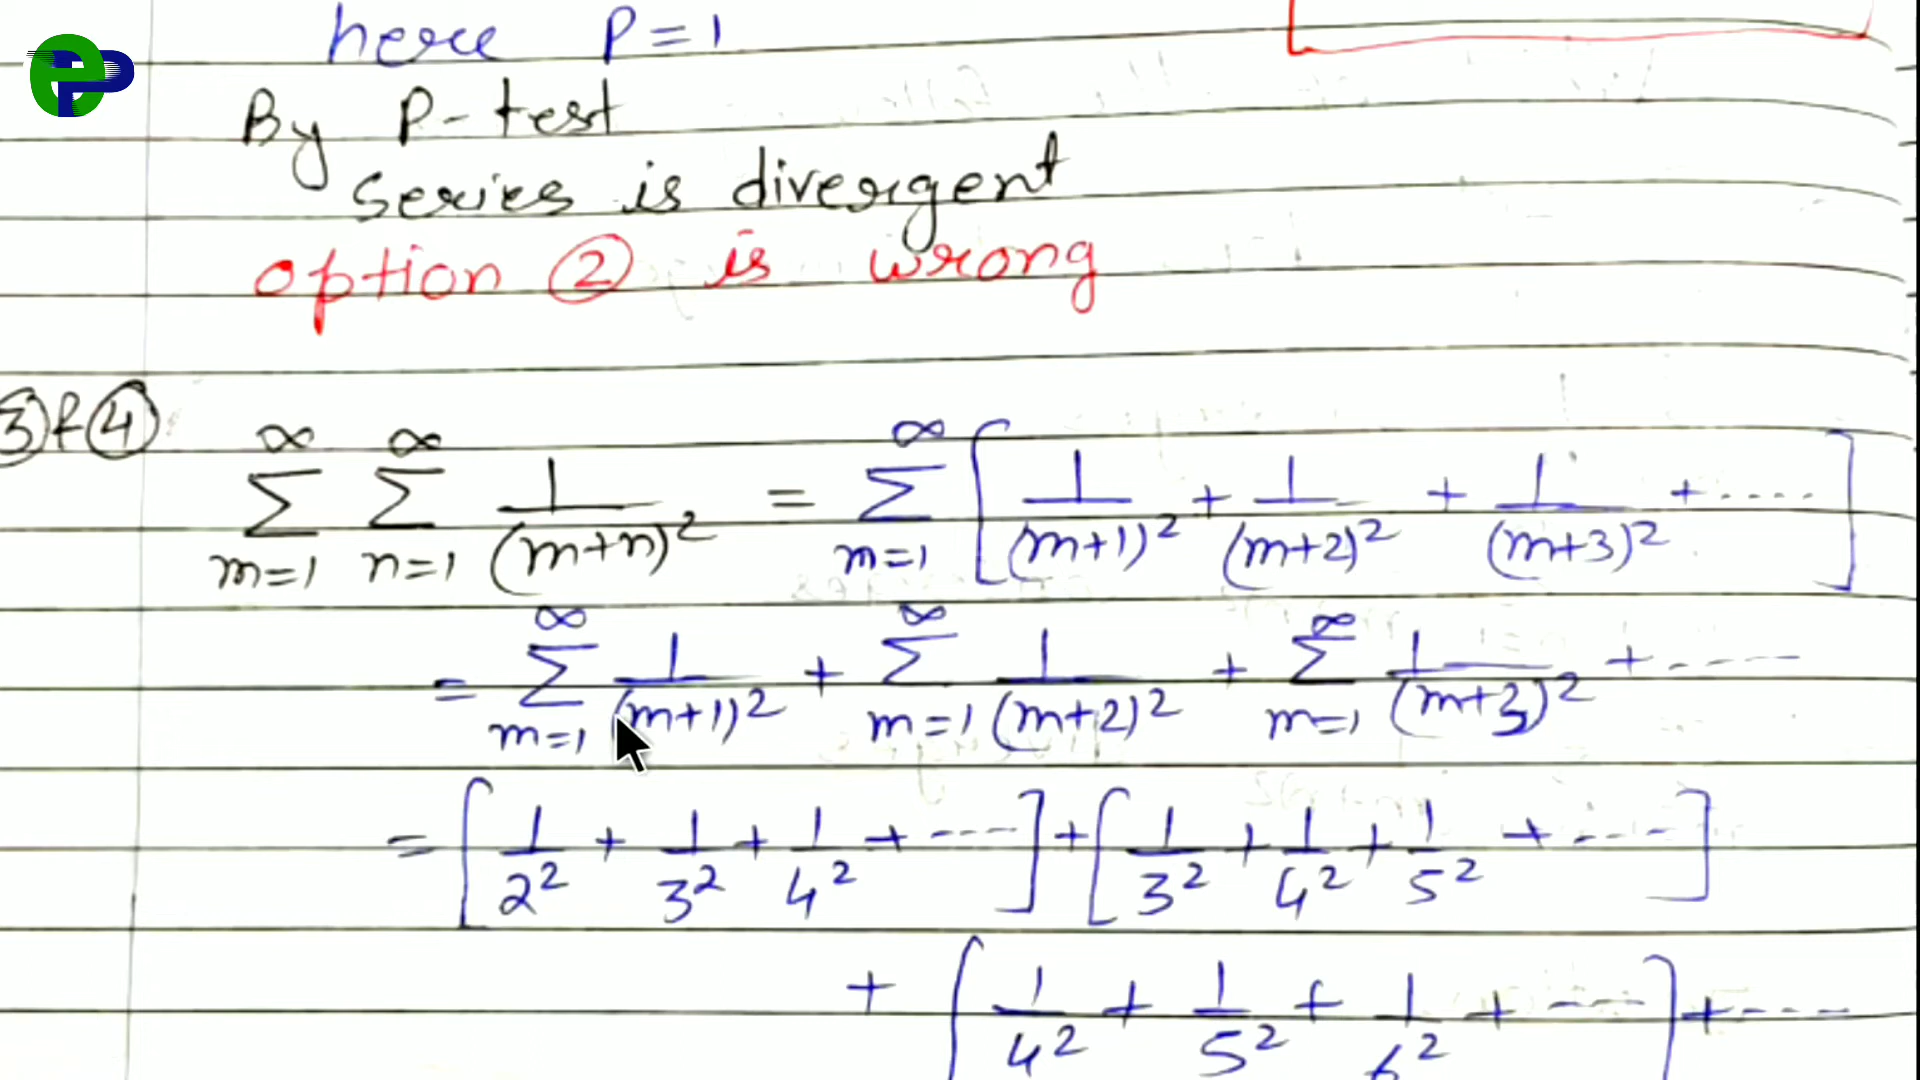 eP
here P = 1
By P-test
series is divergent
option ② is wrong
③ & ④ ∞∑m=1 ∞∑n=1 1/(m+n)² = ∞∑m=1 [1/(m+1)² + 1/(m+2)² + 1/(m+3)² + .....]
= ∞∑m=1 1/(m+1)² + ∞∑m=1 1/(m+2)² + ∞∑m=1 1/(m+3)² + -----
= [1/2² + 1/3² + 1/4² + ----] + [1/3² + 1/4² + 1/5² + ----]
+ [1/4² + 1/5² + 1/6² + ---] + ----